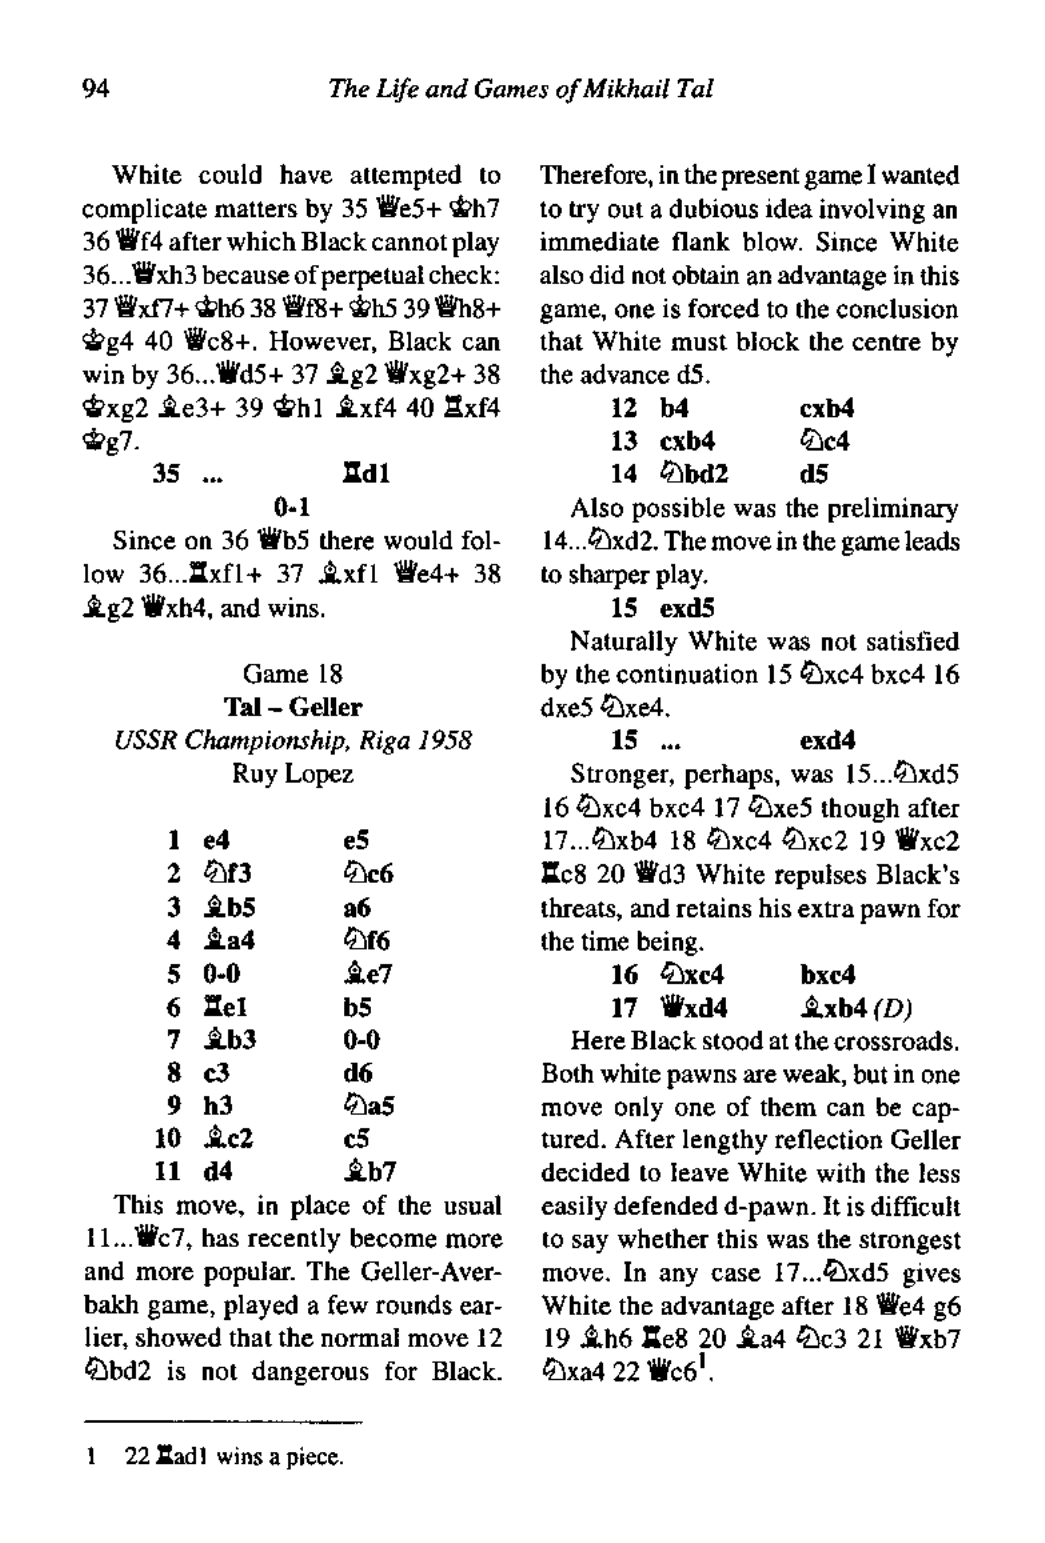 94
The Life and Games of Mikhail Tal
White could have attempted to
complicate matters by 35 ♕e5+ ♔h7
36 ♕f4 after which Black cannot play
36...♕xh3 because of perpetual check:
37 ♕xf7+ ♔h6 38 ♕f8+ ♔h5 39 ♕h8+
♔g4 40 ♕c8+. However, Black can
win by 36...♕d5+ 37 ♗g2 ♕xg2+ 38
♔xg2 ♗e3+ 39 ♔h1 ♗xf4 40 ♖xf4
♔g7.
35 ... ♖d1
0-1
Since on 36 ♕b5 there would fol-
low 36...♖xf1+ 37 ♗xf1 ♕e4+ 38
♗g2 ♕xh4, and wins.
Game 18
Tal – Geller
USSR Championship, Riga 1958
Ruy Lopez
1 e4 e5
2 ♘f3 ♘c6
3 ♗b5 a6
4 ♗a4 ♘f6
5 0-0 ♗e7
6 ♖e1 b5
7 ♗b3 0-0
8 c3 d6
9 h3 ♘a5
10 ♗c2 c5
11 d4 ♗b7
This move, in place of the usual
11...♕c7, has recently become more
and more popular. The Geller-Aver-
bakh game, played a few rounds ear-
lier, showed that the normal move 12
♘bd2 is not dangerous for Black.
Therefore, in the present game I wanted
to try out a dubious idea involving an
immediate flank blow. Since White
also did not obtain an advantage in this
game, one is forced to the conclusion
that White must block the centre by
the advance d5.
12 b4 cxb4
13 cxb4 ♘c4
14 ♘bd2 d5
Also possible was the preliminary
14...♘xd2. The move in the game leads
to sharper play.
15 exd5
Naturally White was not satisfied
by the continuation 15 ♘xc4 bxc4 16
dxe5 ♘xe4.
15 ... exd4
Stronger, perhaps, was 15...♘xd5
16 ♘xc4 bxc4 17 ♘xe5 though after
17...♘xb4 18 ♘xc4 ♘xc2 19 ♕xc2
♖c8 20 ♕d3 White repulses Black's
threats, and retains his extra pawn for
the time being.
16 ♘xc4 bxc4
17 ♕xd4 ♗xb4 (D)
Here Black stood at the crossroads.
Both white pawns are weak, but in one
move only one of them can be cap-
tured. After lengthy reflection Geller
decided to leave White with the less
easily defended d-pawn. It is difficult
to say whether this was the strongest
move. In any case 17...♘xd5 gives
White the advantage after 18 ♕e4 g6
19 ♗h6 ♖e8 20 ♗a4 ♘c3 21 ♕xb7
♘xa4 22 ♕c6¹.
1 22 ♖ad1 wins a piece.